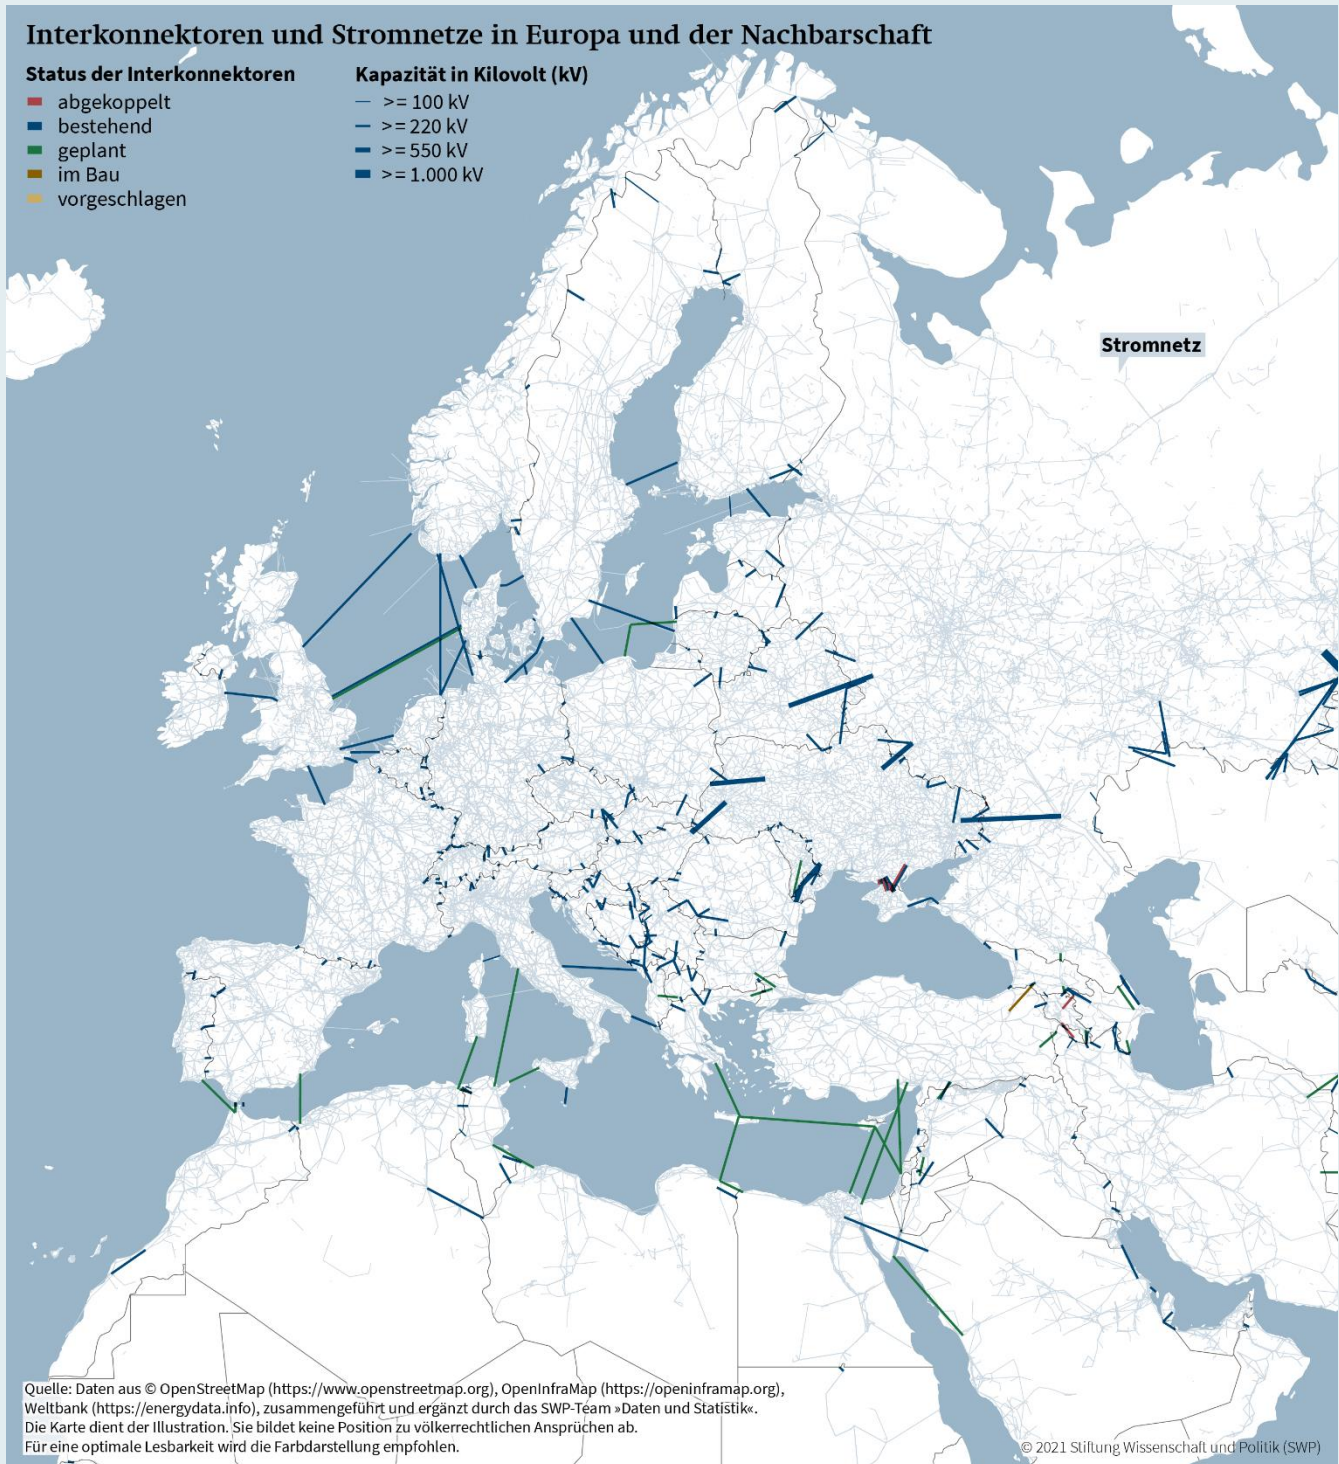 Interkonnektoren und Stromnetze in Europa und der Nachbarschaft
Status der Interkonnektoren
abgekoppelt
bestehend
geplant
im Bau
vorgeschlagen
Kapazität in Kilovolt (kV)
>= 100 kV
>= 220 kV
>= 550 kV
>= 1.000 kV
Stromnetz
Quelle: Daten aus © OpenStreetMap (https://www.openstreetmap.org), OpenInfraMap (https://openinframap.org),
Weltbank (https://energydata.info), zusammengeführt und ergänzt durch das SWP-Team »Daten und Statistik«.
Die Karte dient der Illustration. Sie bildet keine Position zu völkerrechtlichen Ansprüchen ab.
Für eine optimale Lesbarkeit wird die Farbdarstellung empfohlen.
© 2021 Stiftung Wissenschaft und Politik (SWP)